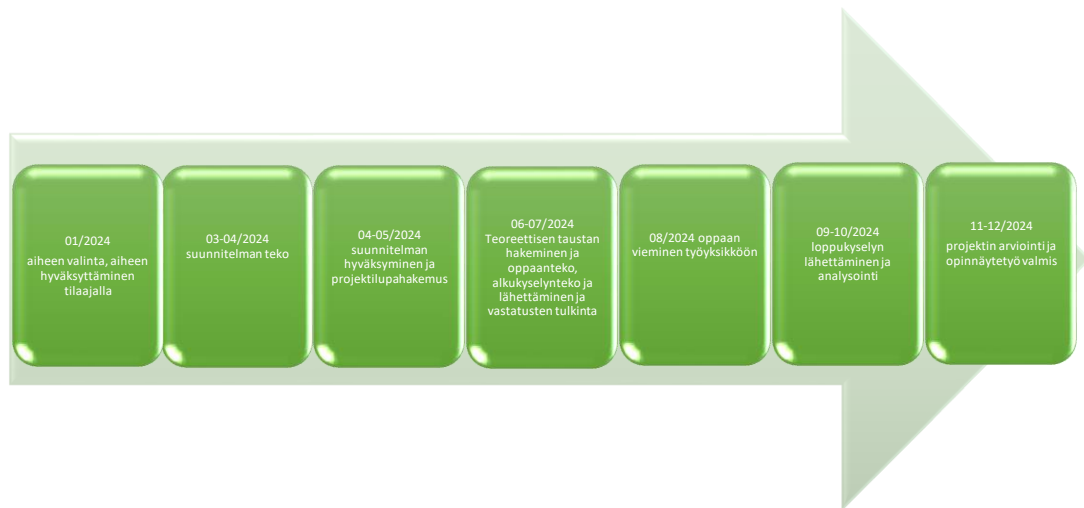 01/2024
aiheen valinta, aiheen
hyväksyttäminen
tilaajalla
03-04/2024
suunnitelman teko
04-05/2024
suunnitelman
hyväksyminen ja
projektilupahakemus
06-07/2024
Teoreettisen taustan
hakeminen ja
oppaanteko,
alkukyselynteko ja
lähettäminen ja
vastatusten tulkinta
08/2024 oppaan
vieminen työyksikköön
09-10/2024
loppukyselyn
lähettäminen ja
analysointi
11-12/2024
projektin arviointi ja
opinnäytetyö valmis